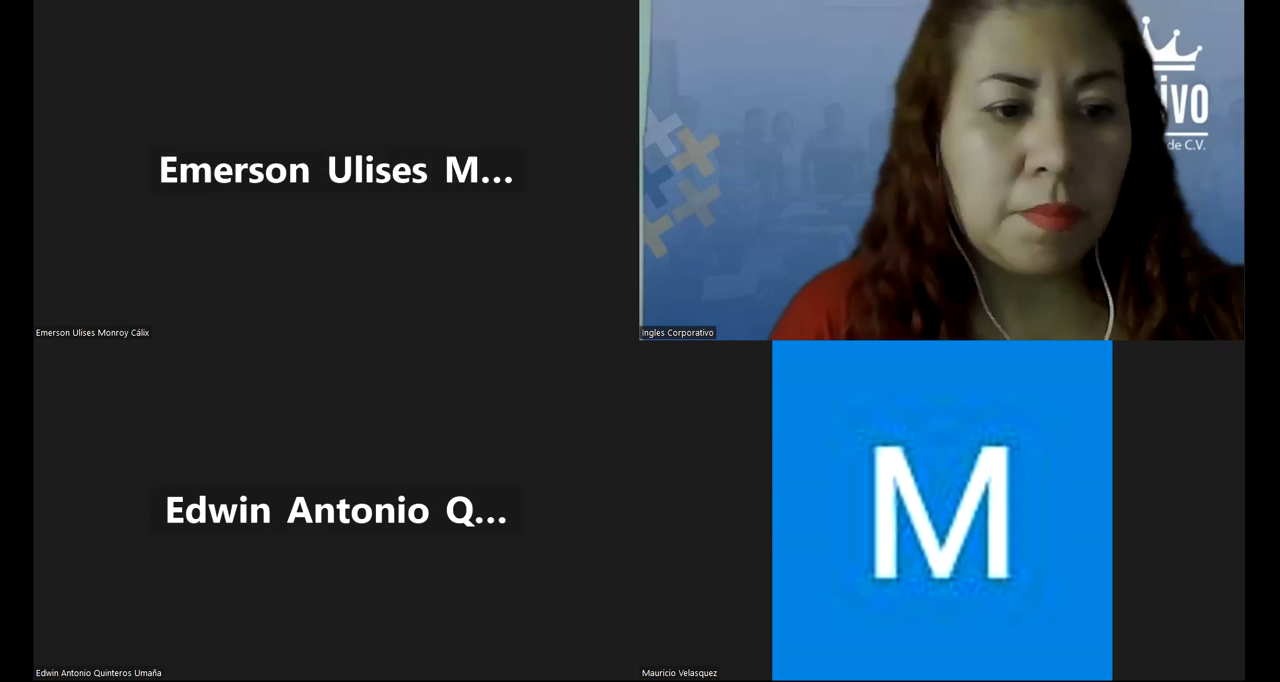 Emerson Ulises M...
Emerson Ulises Monroy Cálix
ivo
de C.V.
Ingles Corporativo
Edwin Antonio Q...
Edwin Antonio Quinteros Umaña
M
Mauricio Velasquez